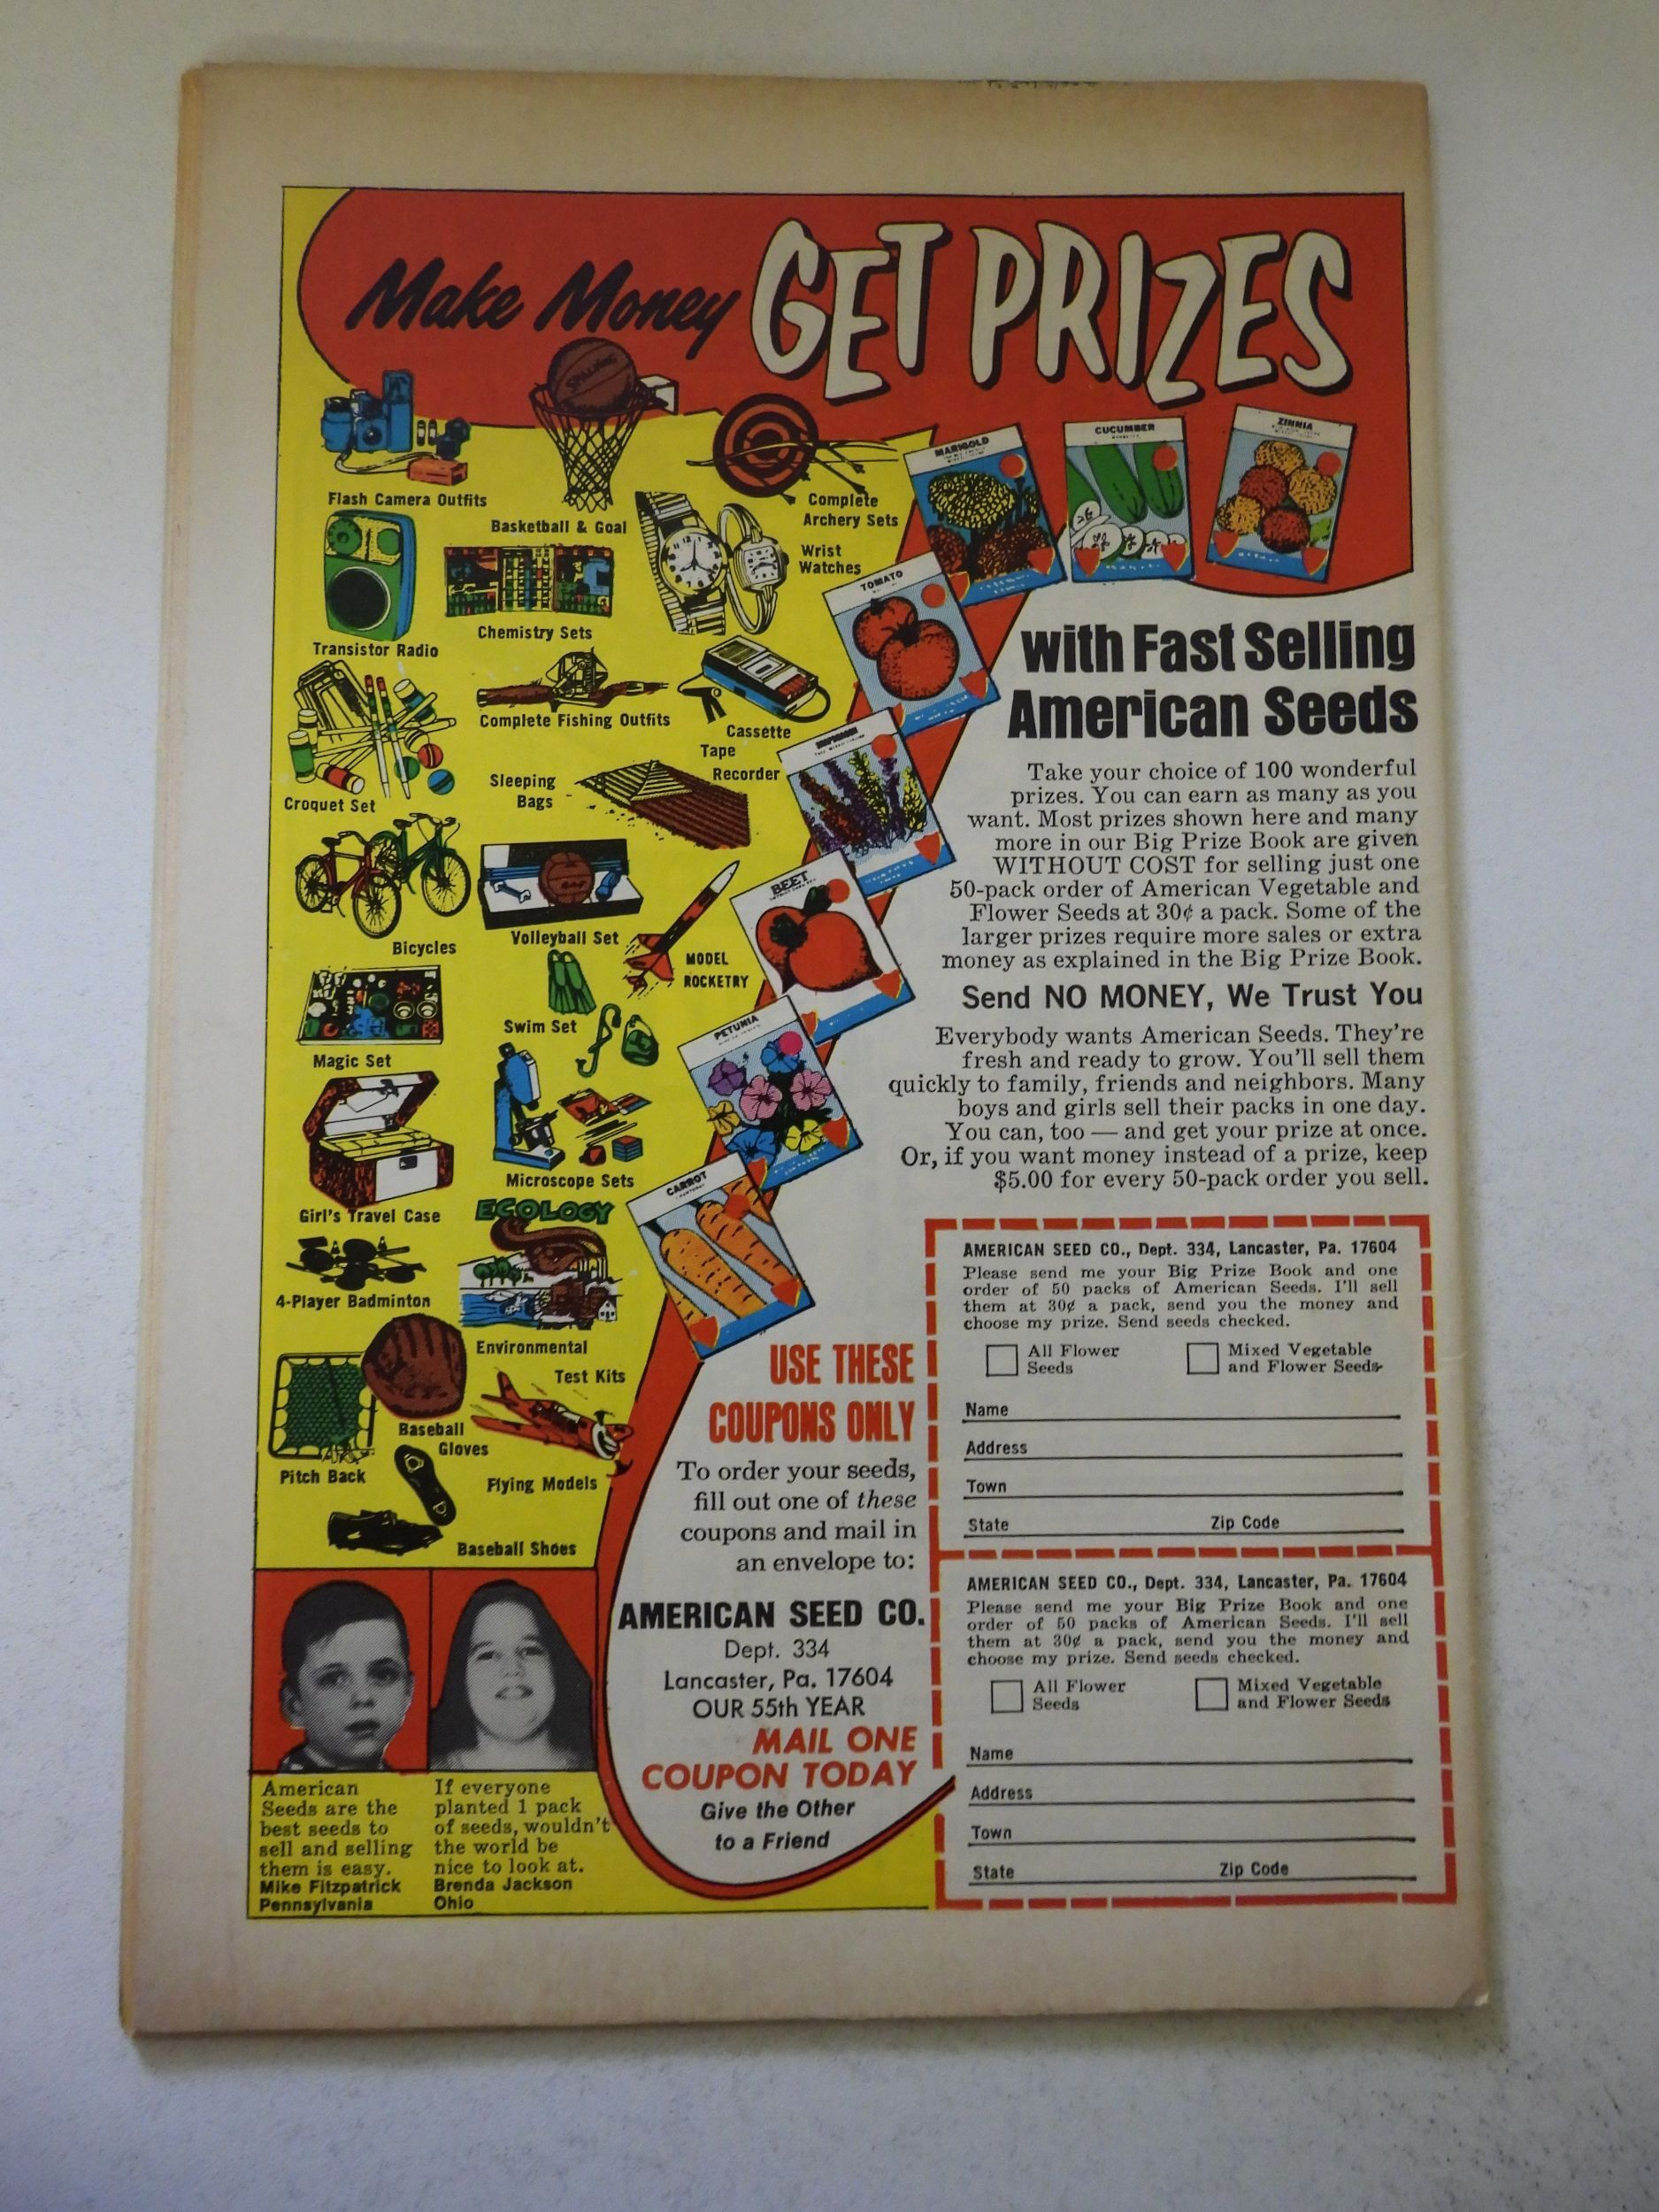 Make Money GET PRIZES
SPALDING
Flash Camera Outfits
Basketball & Goal
Complete
Archery Sets
Wrist
Watches
Transistor Radio
Chemistry Sets
Complete Fishing Outfits
Cassette
Tape
Recorder
Croquet Set
Sleeping
Bags
Bicycles
Volleyball Set
MODEL
ROCKETRY
Swim Set
Magic Set
Microscope Sets
Girl's Travel Case
ECOLOGY
4-Player Badminton
Environmental
Test Kits
Baseball
Gloves
Pitch Back
Flying Models
Baseball Shoes
MARIGOLD
CUCUMBER
ZINNIA
TOMATO
BEET
PETUNIA
CARROT
with Fast Selling
American Seeds
Take your choice of 100 wonderful
prizes. You can earn as many as you
want. Most prizes shown here and many
more in our Big Prize Book are given
WITHOUT COST for selling just one
50-pack order of American Vegetable and
Flower Seeds at 30¢ a pack. Some of the
larger prizes require more sales or extra
money as explained in the Big Prize Book.
Send NO MONEY, We Trust You
Everybody wants American Seeds. They're
fresh and ready to grow. You'll sell them
quickly to family, friends and neighbors. Many
boys and girls sell their packs in one day.
You can, too — and get your prize at once.
Or, if you want money instead of a prize, keep
$5.00 for every 50-pack order you sell.
USE THESE
COUPONS ONLY
To order your seeds,
fill out one of these
coupons and mail in
an envelope to:
AMERICAN SEED CO.
Dept. 334
Lancaster, Pa. 17604
OUR 55th YEAR
MAIL ONE
COUPON TODAY
Give the Other
to a Friend
AMERICAN SEED CO., Dept. 334, Lancaster, Pa. 17604
Please send me your Big Prize Book and one
order of 50 packs of American Seeds. I'll sell
them at 30¢ a pack, send you the money and
choose my prize. Send seeds checked.
All Flower
Seeds
Mixed Vegetable
and Flower Seeds
Name
Address
Town
State Zip Code
AMERICAN SEED CO., Dept. 334, Lancaster, Pa. 17604
Please send me your Big Prize Book and one
order of 50 packs of American Seeds. I'll sell
them at 30¢ a pack, send you the money and
choose my prize. Send seeds checked.
All Flower
Seeds
Mixed Vegetable
and Flower Seeds
Name
Address
Town
State Zip Code
American
Seeds are the
best seeds to
sell and selling
them is easy.
Mike Fitzpatrick
Pennsylvania
If everyone
planted 1 pack
of seeds, wouldn't
the world be
nice to look at.
Brenda Jackson
Ohio